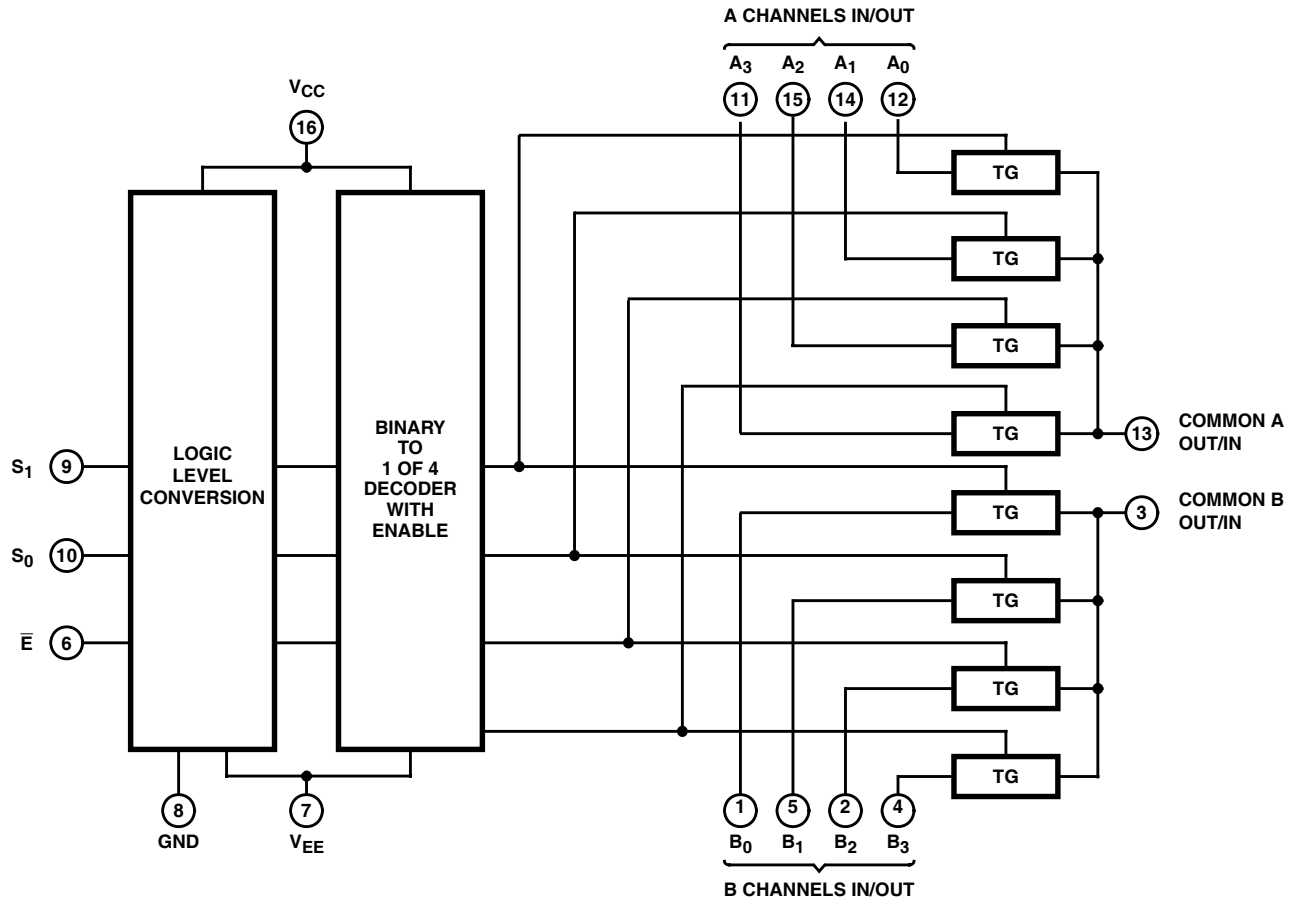 A CHANNELS IN/OUT
A3 A2 A1 A0
11 15 14 12
VCC
16
TG
TG
TG
TG
LOGIC
LEVEL
CONVERSION
BINARY
TO
1 OF 4
DECODER
WITH
ENABLE
13 COMMON A
OUT/IN
S1 9
TG
3 COMMON B
OUT/IN
S0 10
TG
E̅ 6
TG
TG
8
GND
7
VEE
1 5 2 4
B0 B1 B2 B3
B CHANNELS IN/OUT